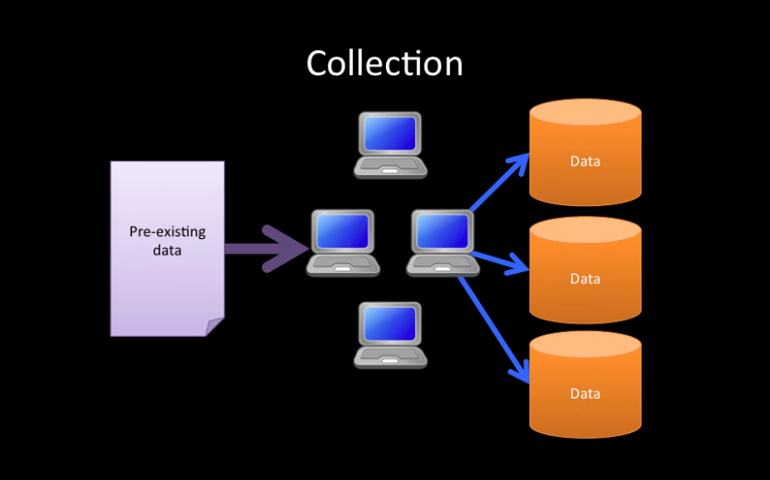 Collection
Pre-existing
data
Data
Data
Data